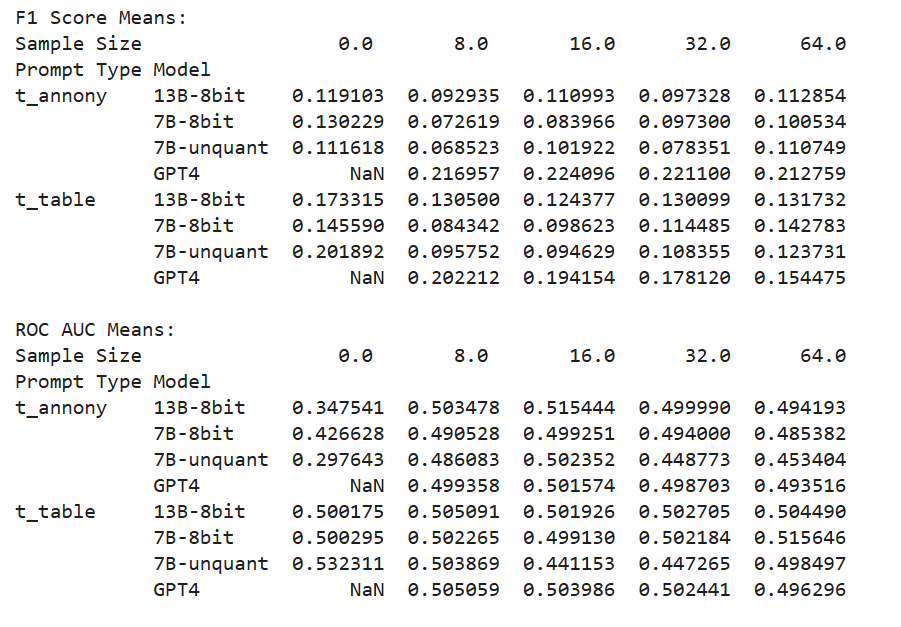 F1 Score Means:
Sample Size                 0.0       8.0       16.0      32.0      64.0
Prompt Type Model
t_annony    13B-8bit    0.119103  0.092935  0.110993  0.097328  0.112854
            7B-8bit     0.130229  0.072619  0.083966  0.097300  0.100534
            7B-unquant  0.111618  0.068523  0.101922  0.078351  0.110749
            GPT4             NaN  0.216957  0.224096  0.221100  0.212759
t_table     13B-8bit    0.173315  0.130500  0.124377  0.130099  0.131732
            7B-8bit     0.145590  0.084342  0.098623  0.114485  0.142783
            7B-unquant  0.201892  0.095752  0.094629  0.108355  0.123731
            GPT4             NaN  0.202212  0.194154  0.178120  0.154475

ROC AUC Means:
Sample Size                 0.0       8.0       16.0      32.0      64.0
Prompt Type Model
t_annony    13B-8bit    0.347541  0.503478  0.515444  0.499990  0.494193
            7B-8bit     0.426628  0.490528  0.499251  0.494000  0.485382
            7B-unquant  0.297643  0.486083  0.502352  0.448773  0.453404
            GPT4             NaN  0.499358  0.501574  0.498703  0.493516
t_table     13B-8bit    0.500175  0.505091  0.501926  0.502705  0.504490
            7B-8bit     0.500295  0.502265  0.499130  0.502184  0.515646
            7B-unquant  0.532311  0.503869  0.441153  0.447265  0.498497
            GPT4             NaN  0.505059  0.503986  0.502441  0.496296